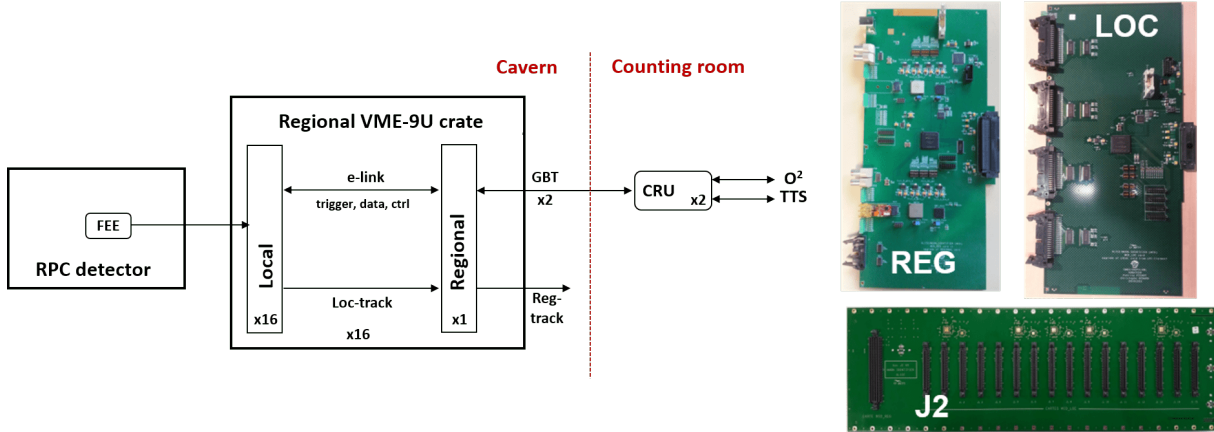 Cavern
Counting room
Regional VME-9U crate
e-link
trigger, data, ctrl
GBT
x2
CRU
x2
O²
TTS
FEE
RPC detector
Local
Regional
Loc-track
Reg-
track
x16
x1
x16
REG
LOC
J2